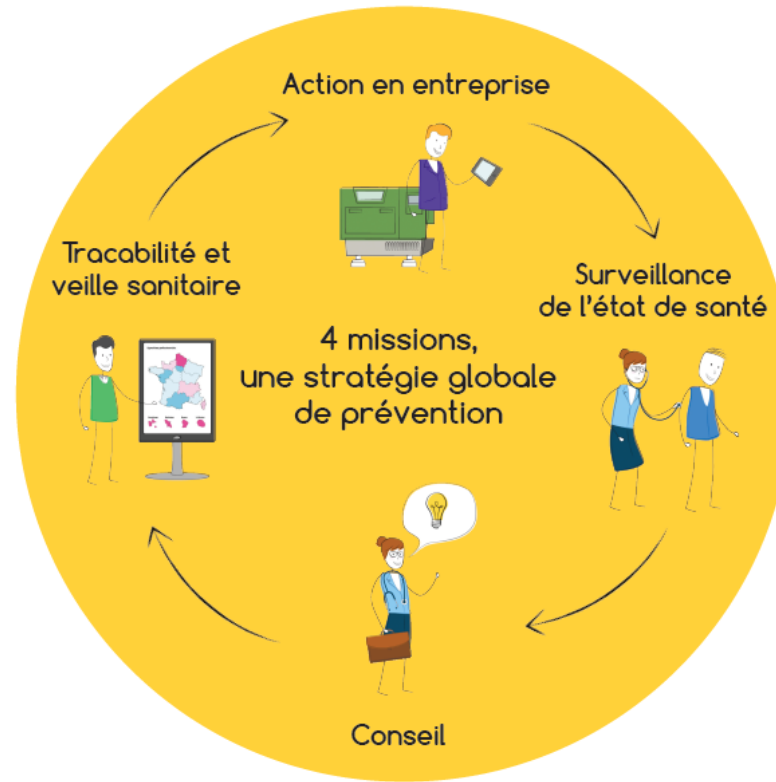 Action en entreprise
Surveillance
de l'état de santé
Conseil
Tracabilité et
veille sanitaire
4 missions,
une stratégie globale
de prévention